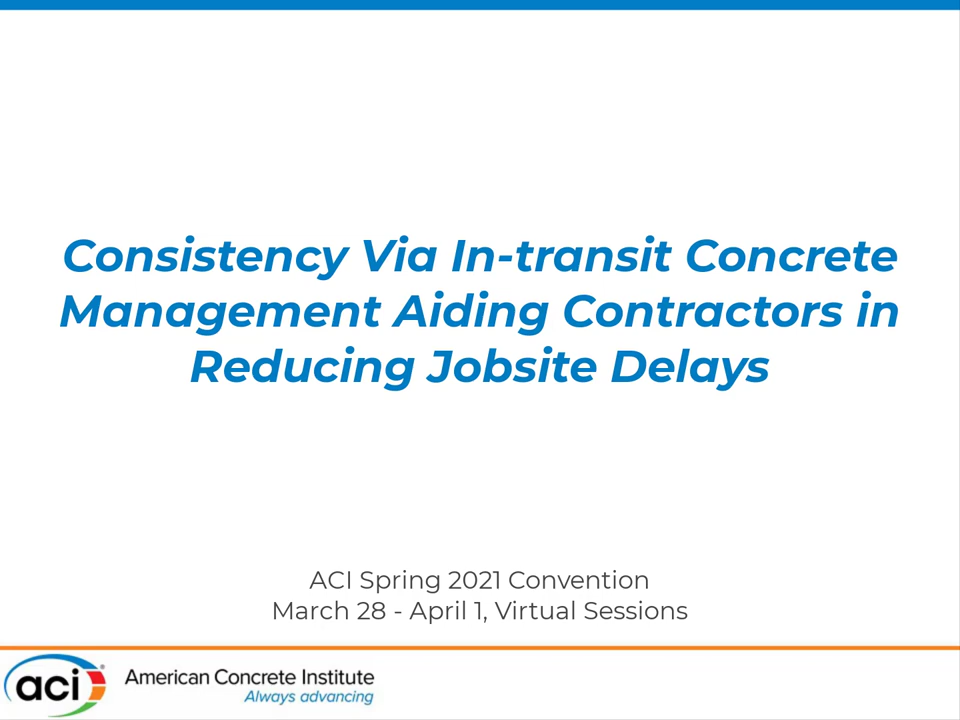 Consistency Via In-transit Concrete
Management Aiding Contractors in
Reducing Jobsite Delays
ACI Spring 2021 Convention
March 28 - April 1, Virtual Sessions
aci
American Concrete Institute
Always advancing